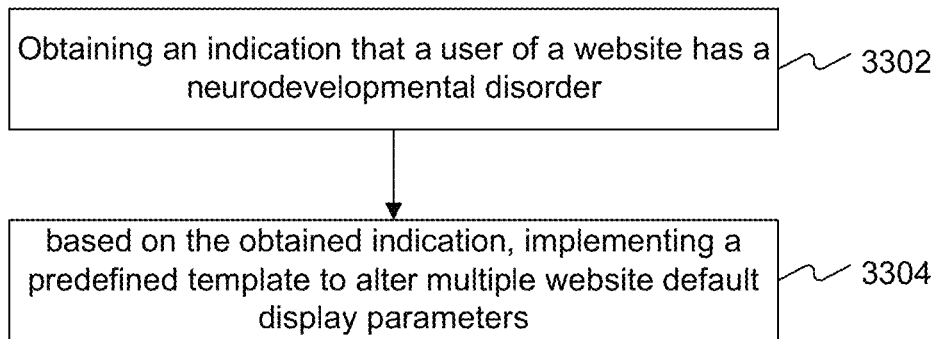 Obtaining an indication that a user of a website has a
neurodevelopmental disorder
3302
based on the obtained indication, implementing a
predefined template to alter multiple website default
display parameters
3304